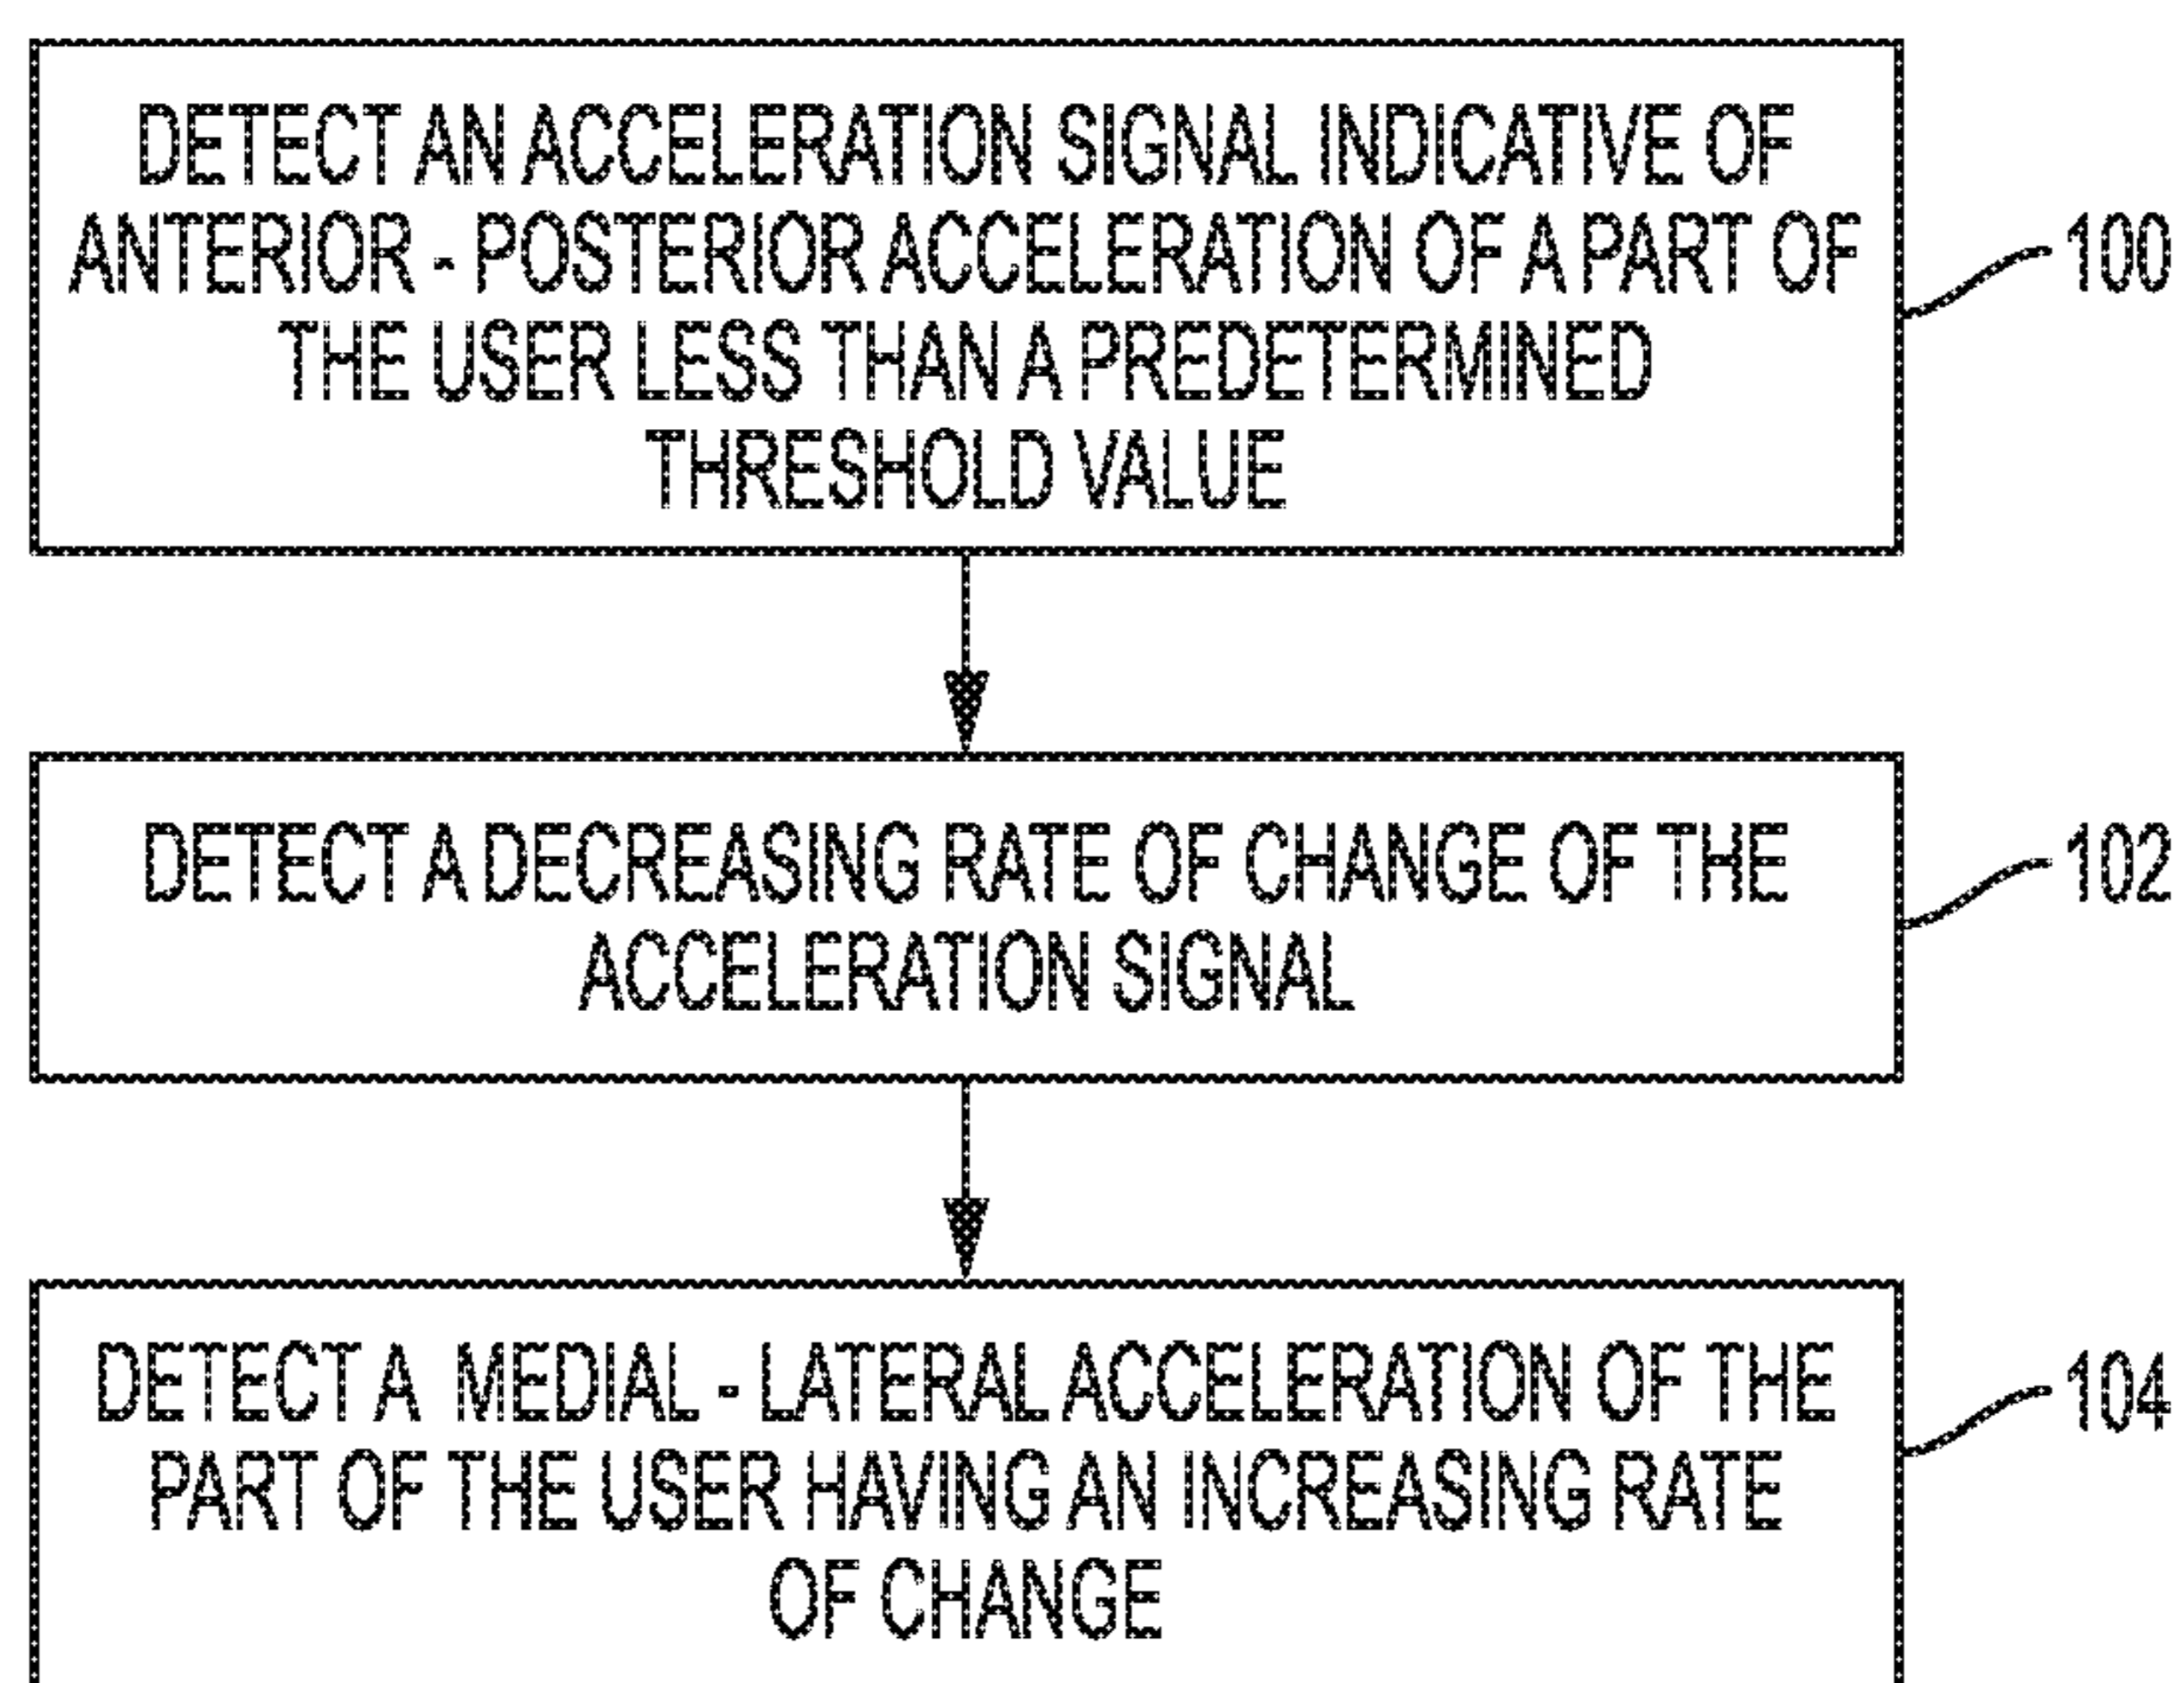 DETECT AN ACCELERATION SIGNAL INDICATIVE OF
ANTERIOR - POSTERIOR ACCELERATION OF A PART OF
THE USER LESS THAN A PREDETERMINED
THRESHOLD VALUE
100
DETECT A DECREASING RATE OF CHANGE OF THE
ACCELERATION SIGNAL
102
DETECT A MEDIAL - LATERAL ACCELERATION OF THE
PART OF THE USER HAVING AN INCREASING RATE
OF CHANGE
104